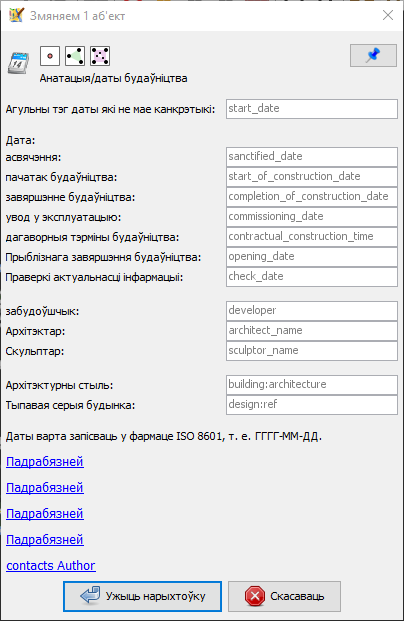 Змяняем 1 аб'ект
Анатацыя/даты будаўніцтва
Агульны тэг даты які не мае канкрэтыкі: start_date
Дата:
асвячэння: sanctified_date
пачатак будаўніцтва: start_of_construction_date
завяршэнне будаўніцтва: completion_of_construction_date
увод у эксплуатацыю: commissioning_date
дагаворныя тэрміны будаўніцтва: contractual_construction_time
Прыблізнага завяршэння будаўніцтва: opening_date
Праверкі актуальнасці інфармацыі: check_date
забудоўшчык: developer
Архітэктар: architect_name
Скульптар: sculptor_name
Архітэктурны стыль: building:architecture
Тыпавая серыя будынка: design:ref
Даты варта запісваць у фармаце ISO 8601, т. е. ГГГГ-ММ-ДД.
Падрабязней
Падрабязней
Падрабязней
Падрабязней
contacts Author
Ужыць нарыхтоўку
Скасаваць